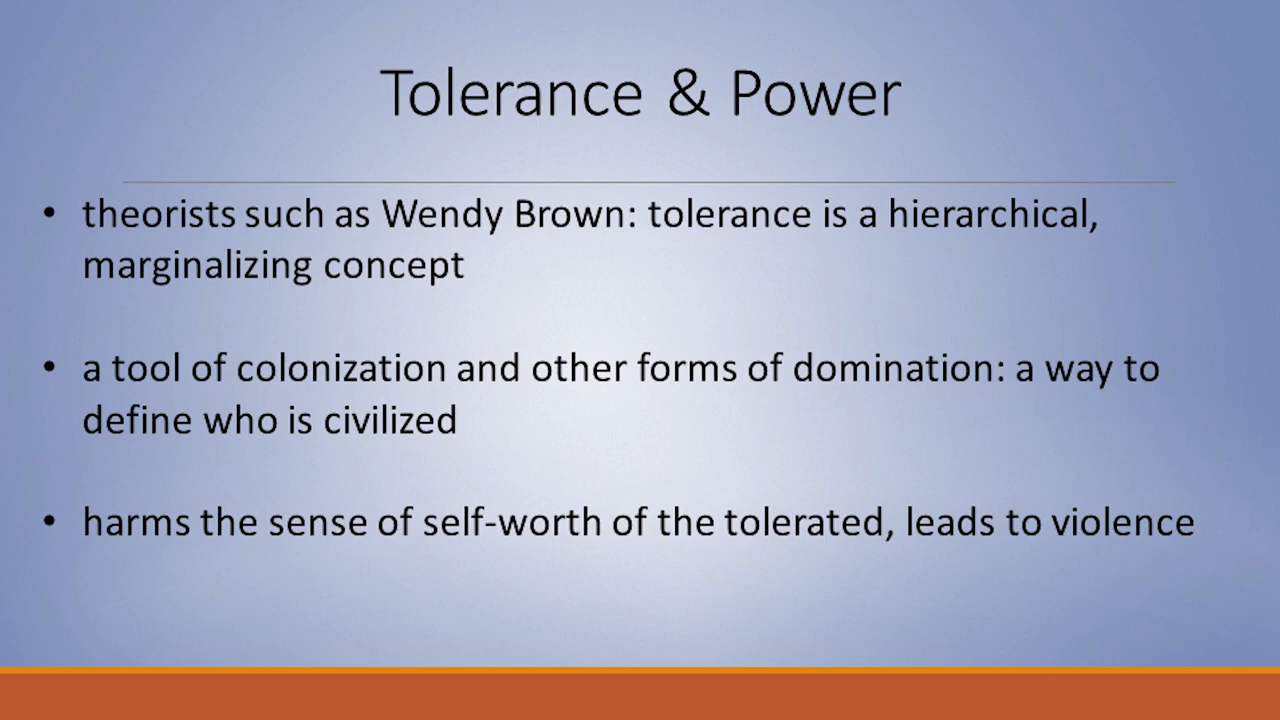 Tolerance & Power
• theorists such as Wendy Brown: tolerance is a hierarchical,
marginalizing concept
• a tool of colonization and other forms of domination: a way to
define who is civilized
• harms the sense of self-worth of the tolerated, leads to violence